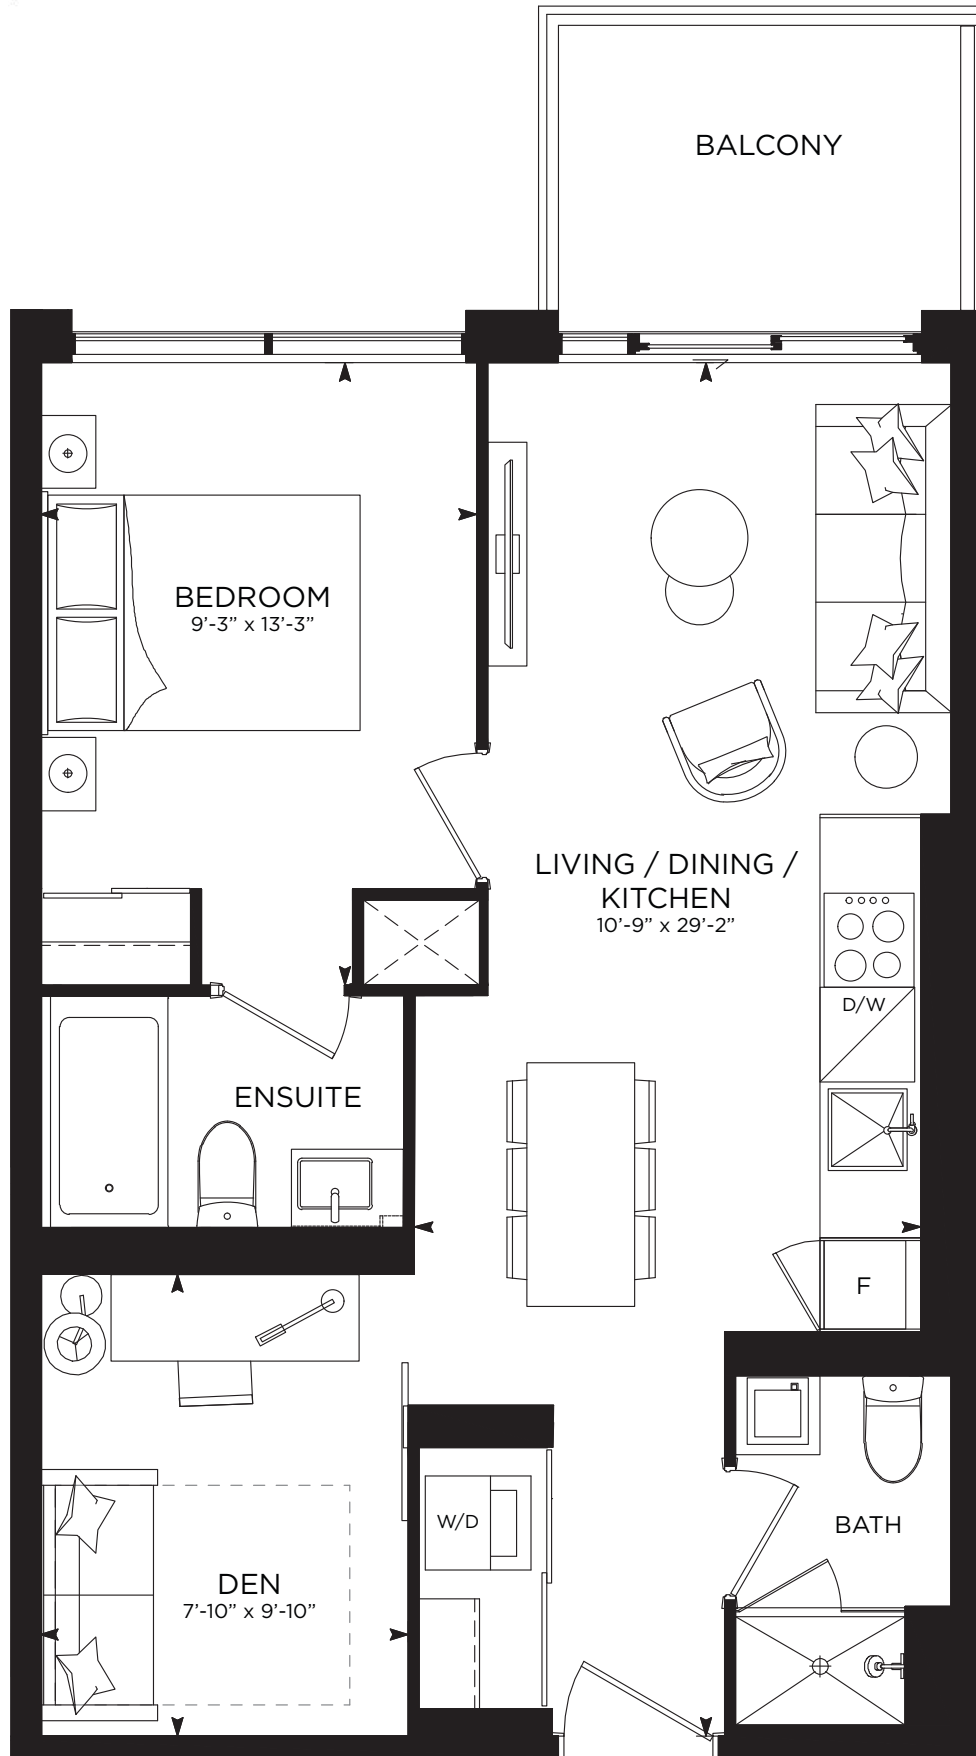 BALCONY
BEDROOM
9’-3” x 13’-3”
LIVING / DINING /
KITCHEN
10’-9” x 29’-2”
D/W
ENSUITE
F
W/D
BATH
DEN
7’-10” x 9’-10”